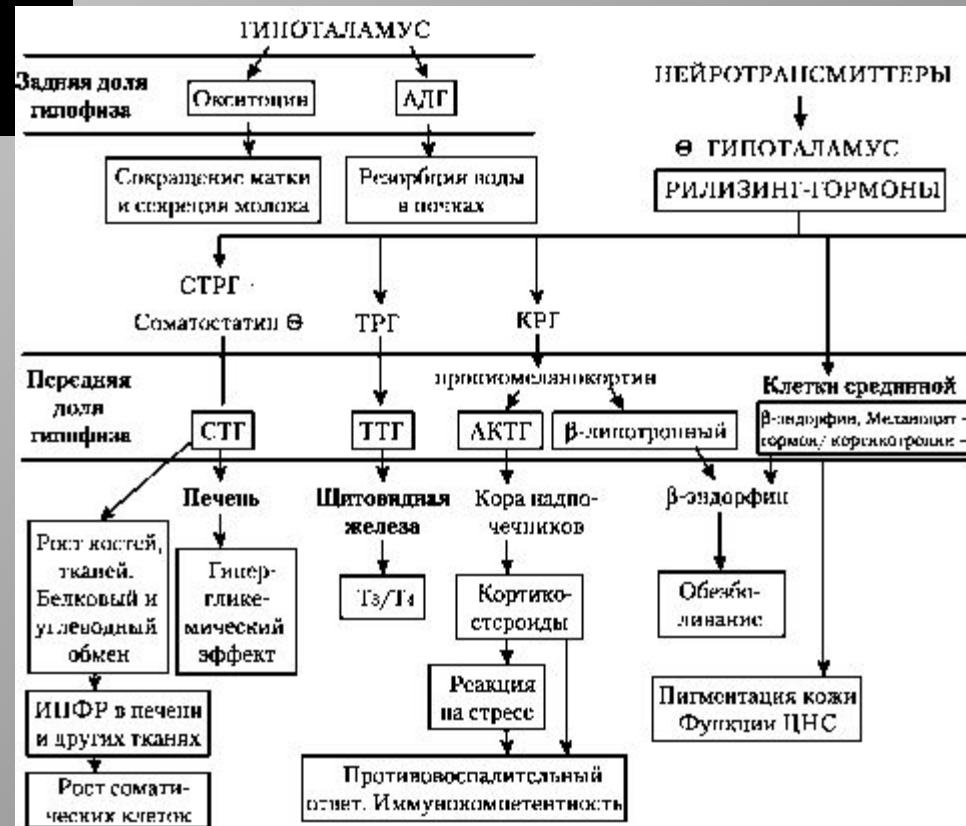 ГИПОТАЛАМУС
Задняя доля
гипофиза
Окситоцин
АДГ
Сокращение матки
и секреция молока
Резорбция воды
в почках
НЕЙРОТРАНСМИТТЕРЫ
Ɵ ГИПОТАЛАМУС
РИЛИЗИНГ-ГОРМОНЫ
СТРГ
Соматостатин Ɵ
ТРГ
КРГ
Передняя
доля
гипофиза
СТГ
ТТГ
АКТГ
β-липотропный
Клетки срединной
β-эндорфин, Меланоцит -
гормон/ кортикотропин -
Печень
Щитовидная
железа
Кора надпо-
чечников
β-эндорфин
Рост костей,
тканей.
Белковый и
углеводный
обмен
Гипер-
глике-
мический
эффект
Т3/Т4
Кортико-
стероиды
Обезбо-
ливание
ИПФР в печени
и других тканях
Реакция
на стресс
Пигментация кожи
Функции ЦНС
Рост сомати-
ческих клеток
Противовоспалительный
ответ. Иммунокомпетентность